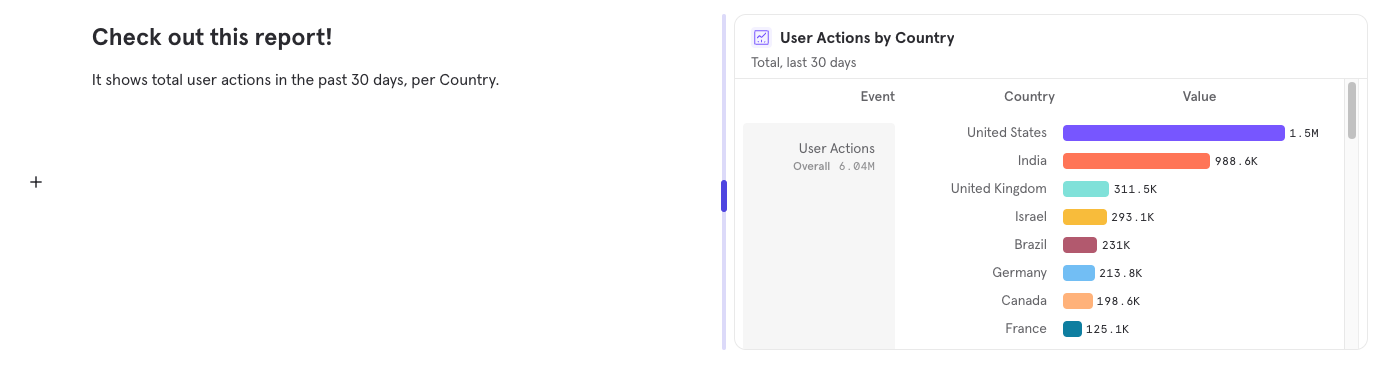 Check out this report!
It shows total user actions in the past 30 days, per Country.
User Actions by Country
Total, last 30 days
Event Country Value
User Actions
Overall 6.04M
United States 1.5M
India 988.6K
United Kingdom 311.5K
Israel 293.1K
Brazil 231K
Germany 213.8K
Canada 198.6K
France 125.1K